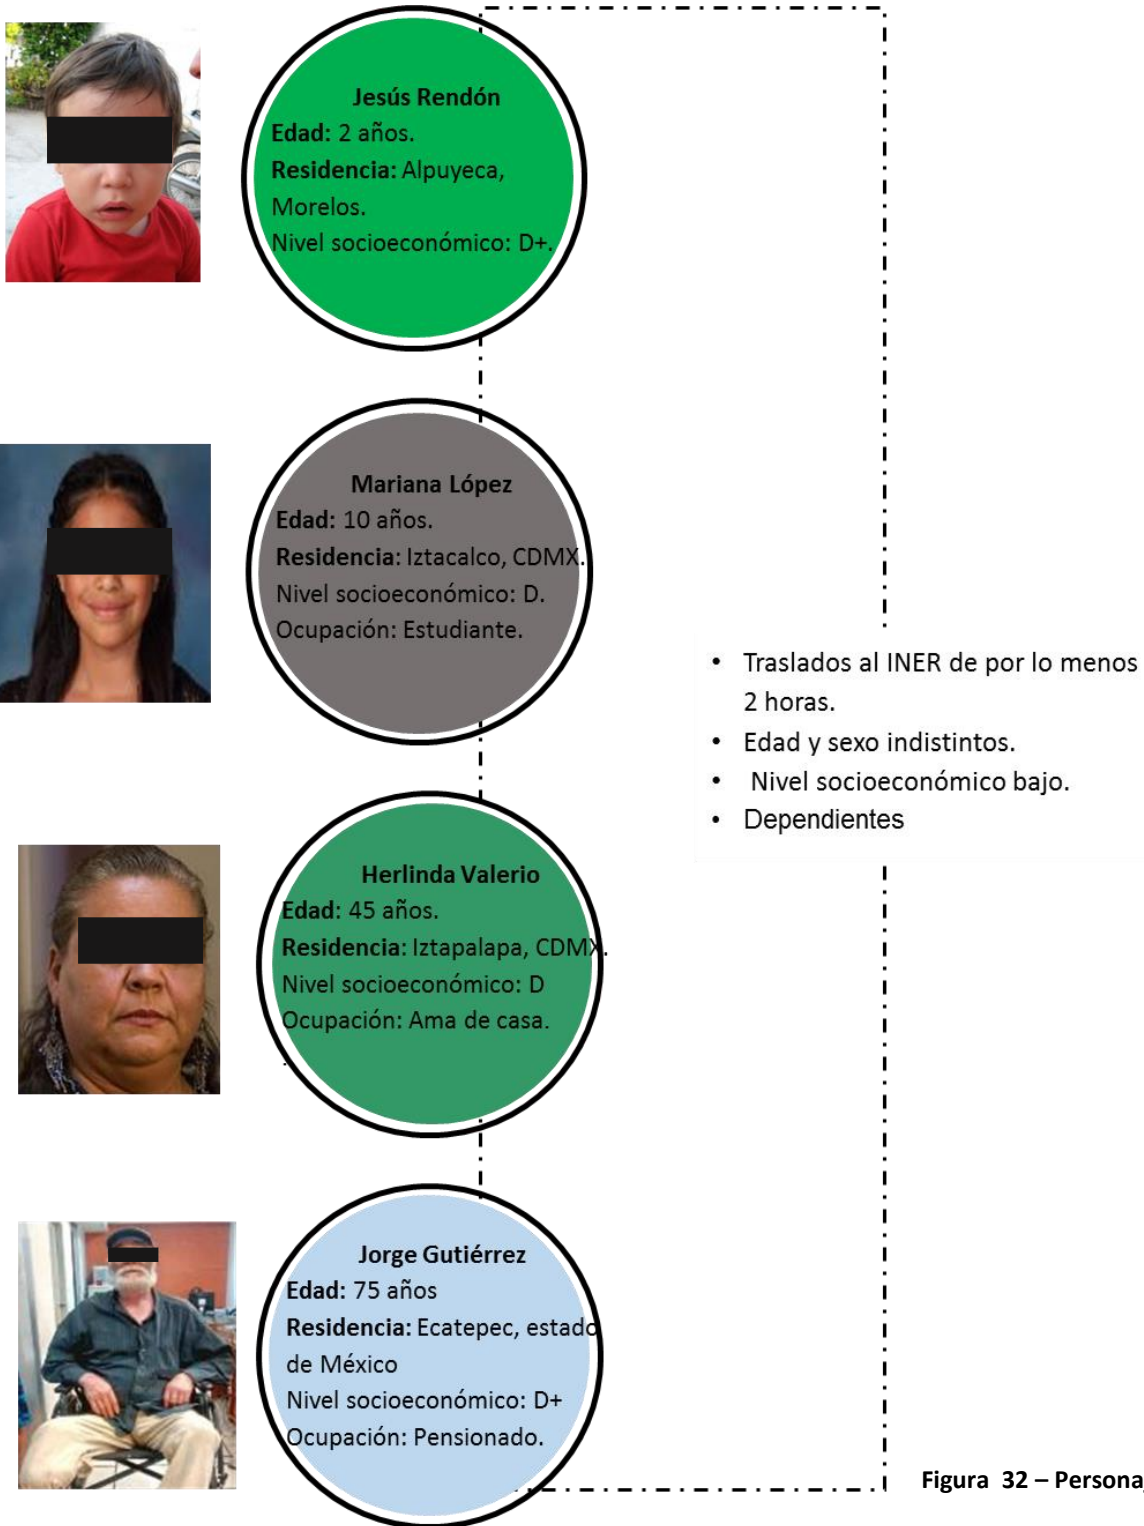 Jesús Rendón
Edad: 2 años.
Residencia: Alpuyeca,
Morelos.
Nivel socioeconómico: D+.
Mariana López
Edad: 10 años.
Residencia: Iztacalco, CDMX.
Nivel socioeconómico: D.
Ocupación: Estudiante.
• Traslados al INER de por lo menos
2 horas.
• Edad y sexo indistintos.
• Nivel socioeconómico bajo.
• Dependientes
Herlinda Valerio
Edad: 45 años.
Residencia: Iztapalapa, CDMX.
Nivel socioeconómico: D
Ocupación: Ama de casa.
.
Jorge Gutiérrez
Edad: 75 años
Residencia: Ecatepec, estado
de México
Nivel socioeconómico: D+
Ocupación: Pensionado.
Figura 32 – Persona